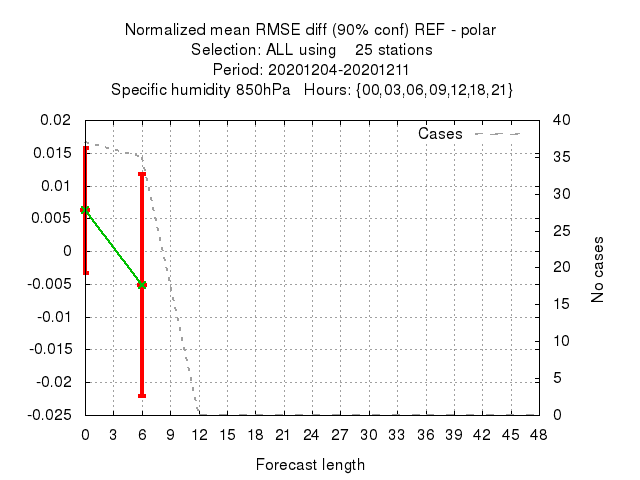 Normalized mean RMSE diff (90% conf) REF - polar
Selection: ALL using    25 stations
Period: 20201204-20201211
Specific humidity 850hPa   Hours: {00,03,06,09,12,18,21}
Cases
0.02
0.015
0.01
0.005
0
-0.005
-0.01
-0.015
-0.02
-0.025
40
35
30
25
20
15
10
5
0
No cases
0 3 6 9 12 15 18 21 24 27 30 33 36 39 42 45 48
Forecast length